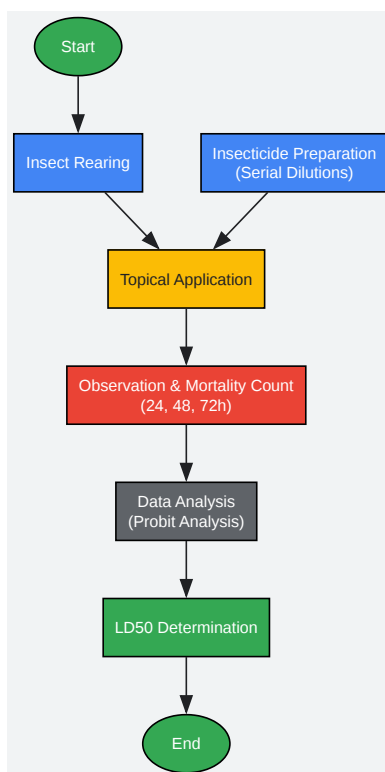 Start
Insect Rearing
Insecticide Preparation
(Serial Dilutions)
Topical Application
Observation & Mortality Count
(24, 48, 72h)
Data Analysis
(Probit Analysis)
LD50 Determination
End